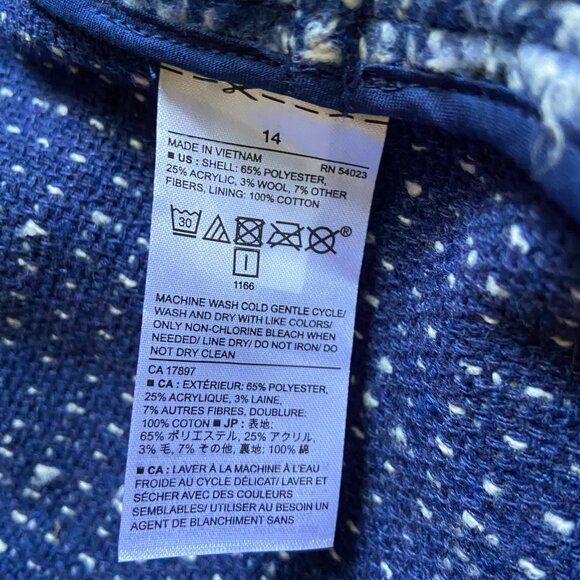 14
MADE IN VIETNAM RN 54023
■ US : SHELL: 65% POLYESTER,
25% ACRYLIC, 3% WOOL, 7% OTHER
FIBERS, LINING: 100% COTTON
30 ®
1166
MACHINE WASH COLD GENTLE CYCLE/
WASH AND DRY WITH LIKE COLORS/
ONLY NON-CHLORINE BLEACH WHEN
NEEDED/ LINE DRY/ DO NOT IRON/ DO
NOT DRY CLEAN
CA 17897
■ CA : EXTÉRIEUR: 65% POLYESTER,
25% ACRYLIQUE, 3% LAINE,
7% AUTRES FIBRES, DOUBLURE:
100% COTON ■ JP : 表地:
65% ポリエステル, 25% アクリル,
3% 毛, 7% その他, 裏地: 100% 綿
■ CA : LAVER À LA MACHINE À L'EAU
FROIDE AU CYCLE DÉLICAT/ LAVER ET
SÉCHER AVEC DES COULEURS
SEMBLABLES/ UTILISER AU BESOIN UN
AGENT DE BLANCHIMENT SANS